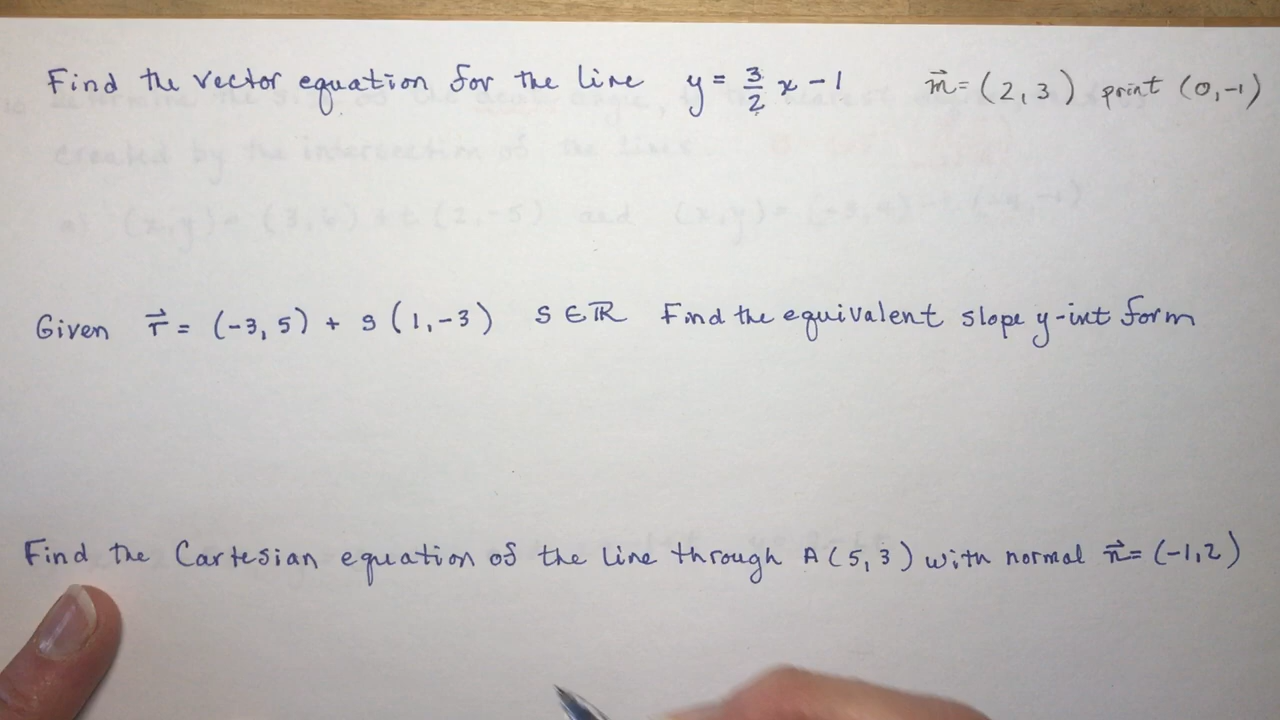 Find the vector equation for the line y = 3/2 x - 1 m⃗ = (2, 3) print (0, -1)
Given r⃗ = (-3, 5) + s (1, -3) s ∈ ℝ Find the equivalent slope y-int form
Find the Cartesian equation of the line through A (5, 3) with normal n⃗ = (-1, 2)